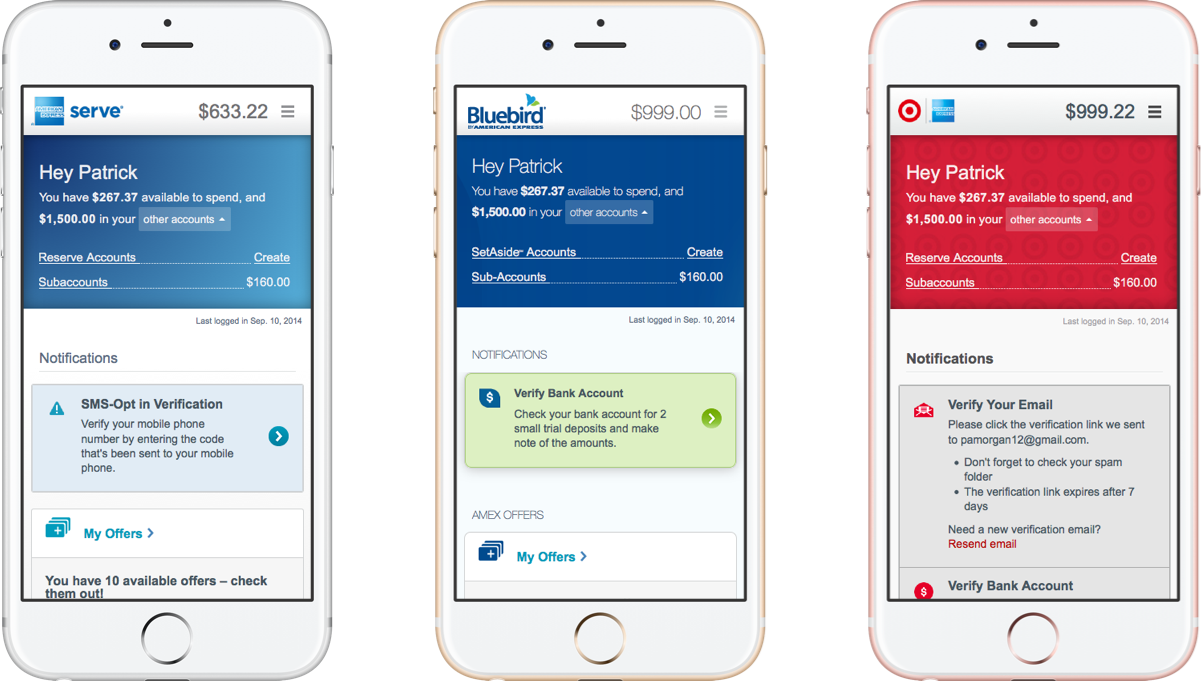 serve®
$633.22
Hey Patrick
You have $267.37 available to spend, and
$1,500.00 in your other accounts
Reserve Accounts Create
Subaccounts $160.00
Last logged in Sep. 10, 2014
Notifications
SMS-Opt in Verification
Verify your mobile phone
number by entering the code
that's been sent to your mobile
phone.
My Offers
You have 10 available offers – check
them out!
Bluebird®
BY AMERICAN EXPRESS
$999.00
Hey Patrick
You have $267.37 available to spend, and
$1,500.00 in your other accounts
SetAside℠ Accounts Create
Sub-Accounts $160.00
Last logged in Sep. 10, 2014
NOTIFICATIONS
$
Verify Bank Account
Check your bank account for 2
small trial deposits and make
note of the amounts.
AMEX OFFERS
My Offers
AMERICAN EXPRESS
$999.22
Hey Patrick
You have $267.37 available to spend, and
$1,500.00 in your other accounts
Reserve Accounts Create
Subaccounts $160.00
Last logged in Sep. 10, 2014
Notifications
Verify Your Email
Please click the verification link we sent
to pamorgan12@gmail.com.
• Don't forget to check your spam
folder
• The verification link expires after 7
days
Need a new verification email?
Resend email
$
Verify Bank Account